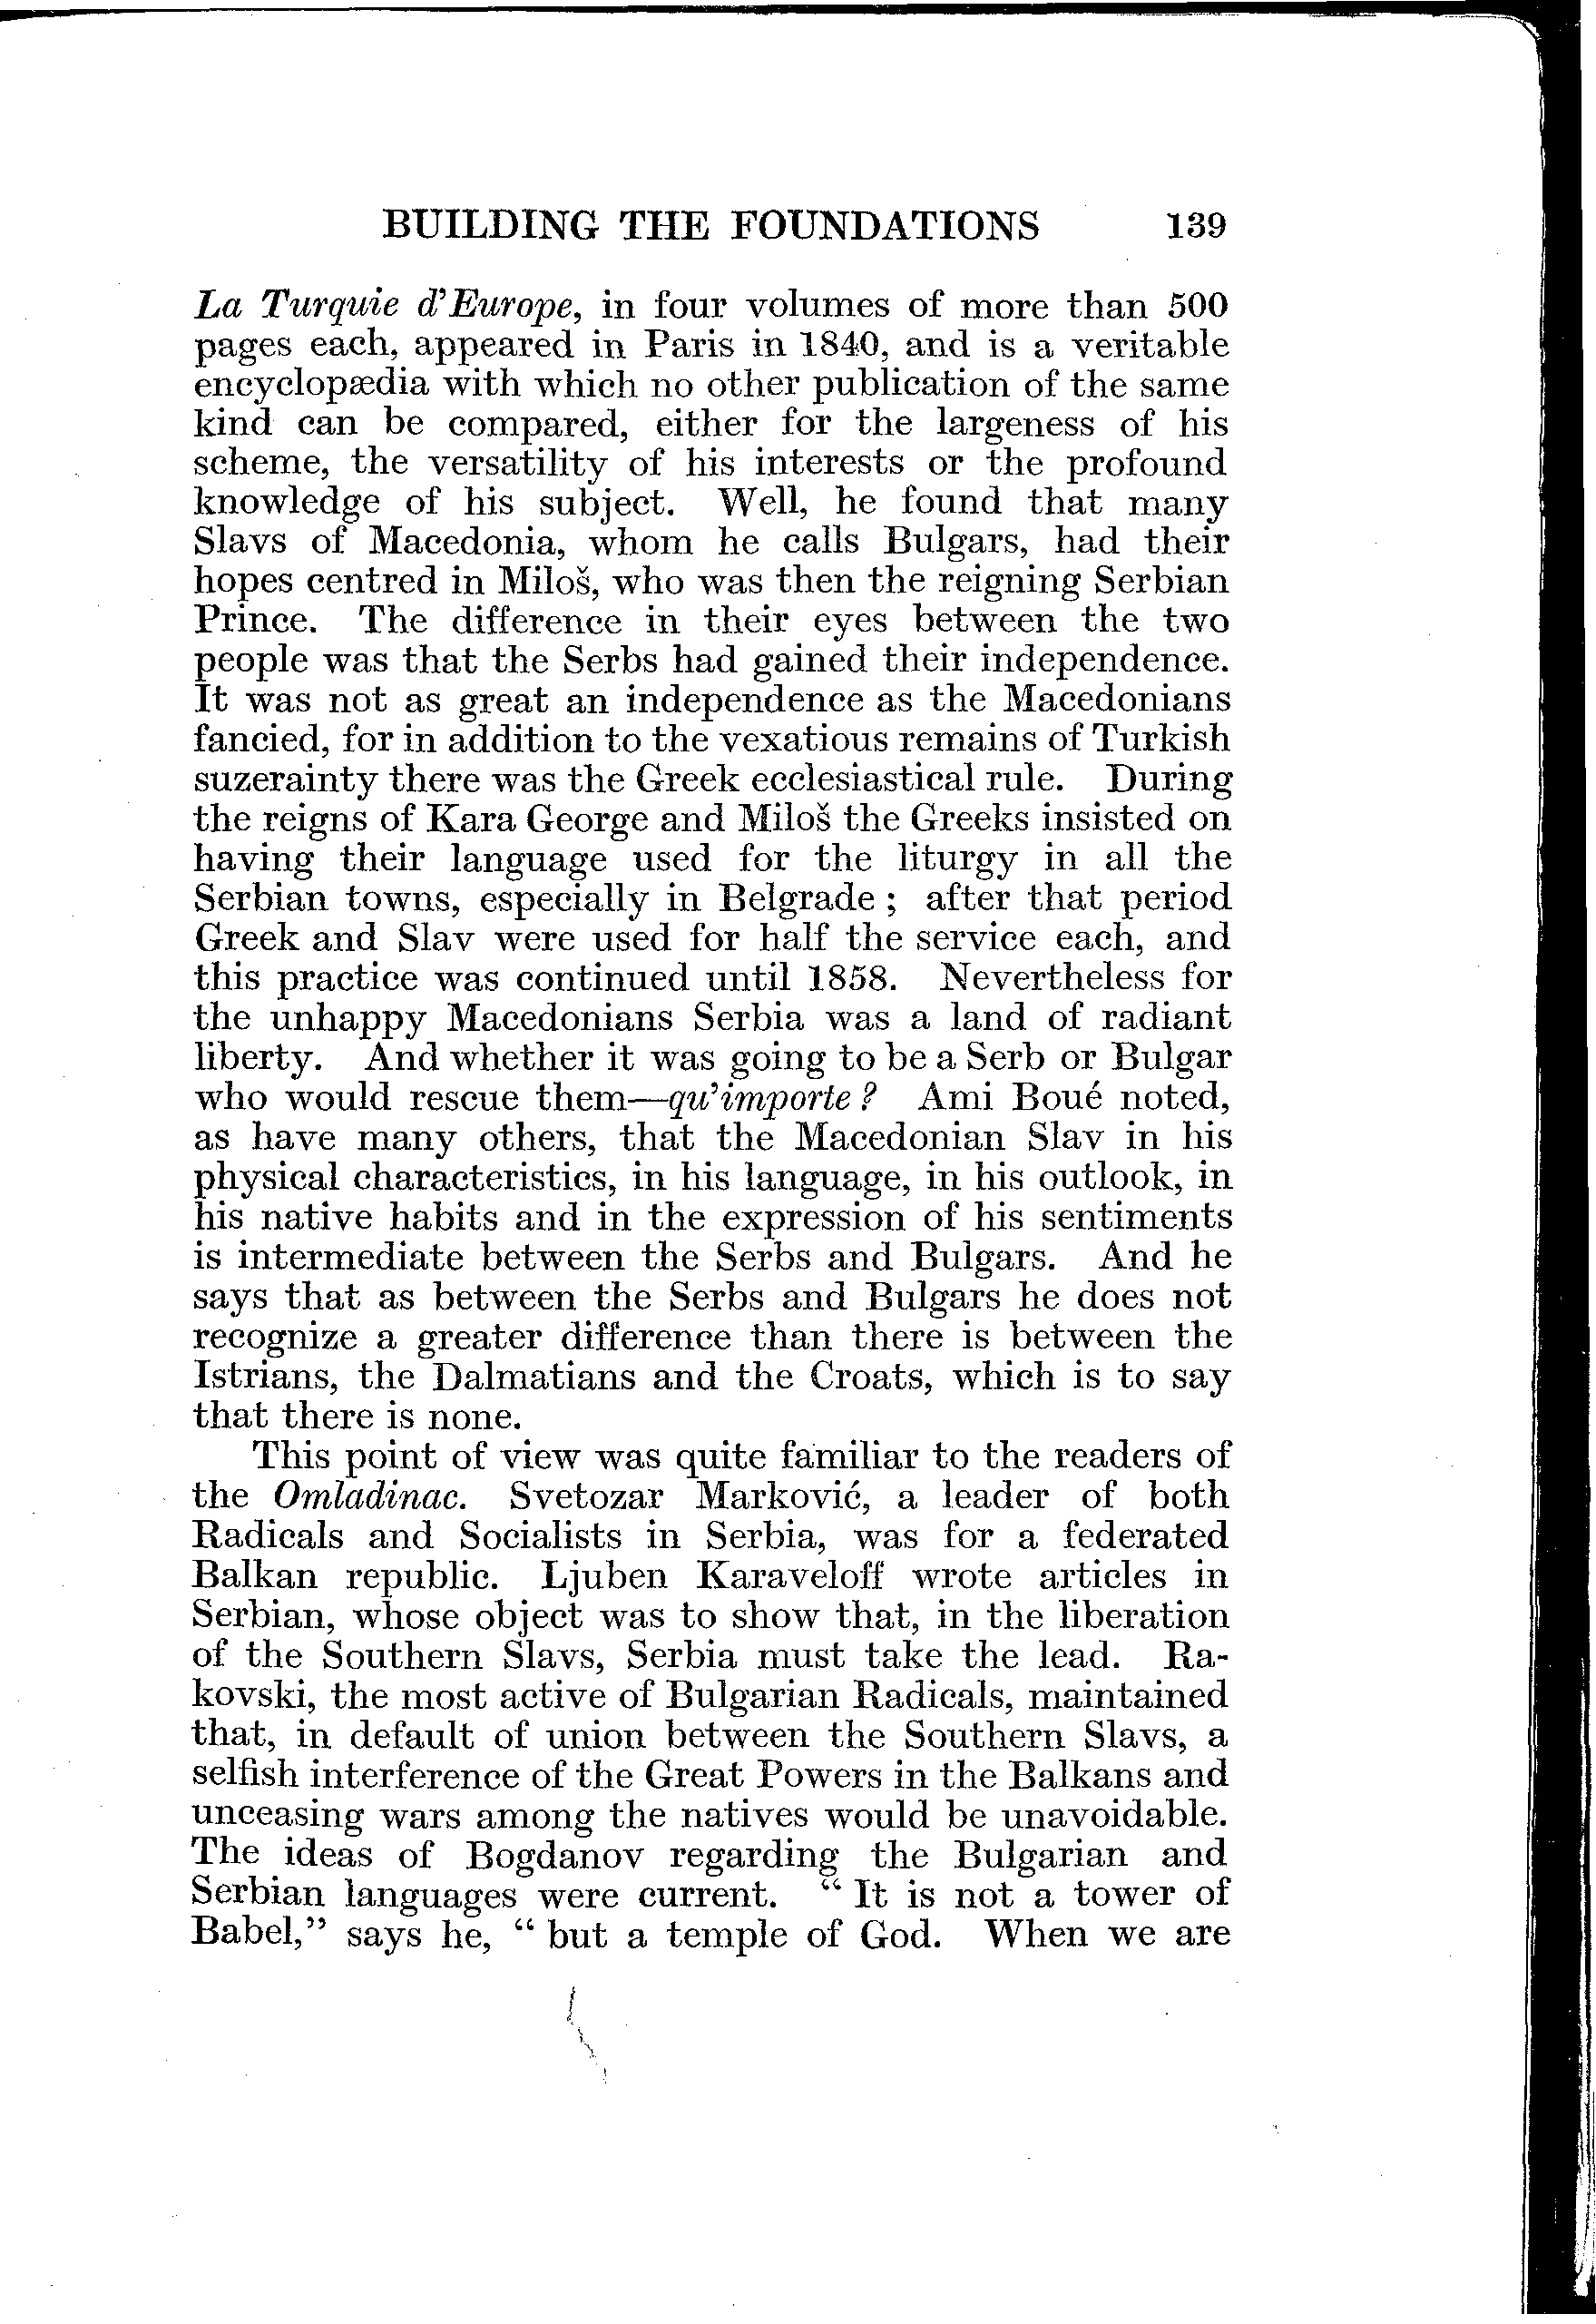 BUILDING THE FOUNDATIONS 139
La Turquie d'Europe, in four volumes of more than 500
pages each, appeared in Paris in 1840, and is a veritable
encyclopædia with which no other publication of the same
kind can be compared, either for the largeness of his
scheme, the versatility of his interests or the profound
knowledge of his subject. Well, he found that many
Slavs of Macedonia, whom he calls Bulgars, had their
hopes centred in Miloš, who was then the reigning Serbian
Prince. The difference in their eyes between the two
people was that the Serbs had gained their independence.
It was not as great an independence as the Macedonians
fancied, for in addition to the vexatious remains of Turkish
suzerainty there was the Greek ecclesiastical rule. During
the reigns of Kara George and Miloš the Greeks insisted on
having their language used for the liturgy in all the
Serbian towns, especially in Belgrade ; after that period
Greek and Slav were used for half the service each, and
this practice was continued until 1858. Nevertheless for
the unhappy Macedonians Serbia was a land of radiant
liberty. And whether it was going to be a Serb or Bulgar
who would rescue them—qu'importe ? Ami Boué noted,
as have many others, that the Macedonian Slav in his
physical characteristics, in his language, in his outlook, in
his native habits and in the expression of his sentiments
is intermediate between the Serbs and Bulgars. And he
says that as between the Serbs and Bulgars he does not
recognize a greater difference than there is between the
Istrians, the Dalmatians and the Croats, which is to say
that there is none.
This point of view was quite familiar to the readers of
the Omladinac. Svetozar Marković, a leader of both
Radicals and Socialists in Serbia, was for a federated
Balkan republic. Ljuben Karaveloff wrote articles in
Serbian, whose object was to show that, in the liberation
of the Southern Slavs, Serbia must take the lead. Ra-
kovski, the most active of Bulgarian Radicals, maintained
that, in default of union between the Southern Slavs, a
selfish interference of the Great Powers in the Balkans and
unceasing wars among the natives would be unavoidable.
The ideas of Bogdanov regarding the Bulgarian and
Serbian languages were current. “ It is not a tower of
Babel,” says he, “ but a temple of God. When we are